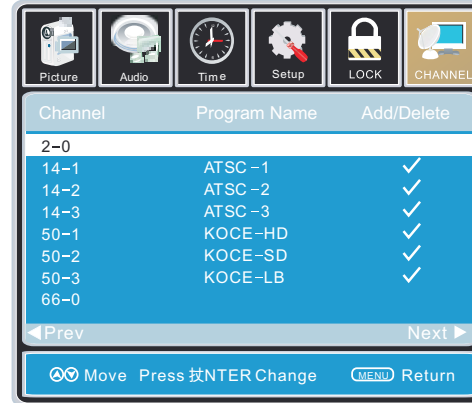 Picture Audio Time Setup LOCK CHANNEL
Channel Program Name Add/Delete
2-0
14-1 ATSC-1
14-2 ATSC-2
14-3 ATSC-3
50-1 KOCE-HD
50-2 KOCE-SD
50-3 KOCE-LB
66-0
Prev Next
Move Press 扙NTER Change MENU Return